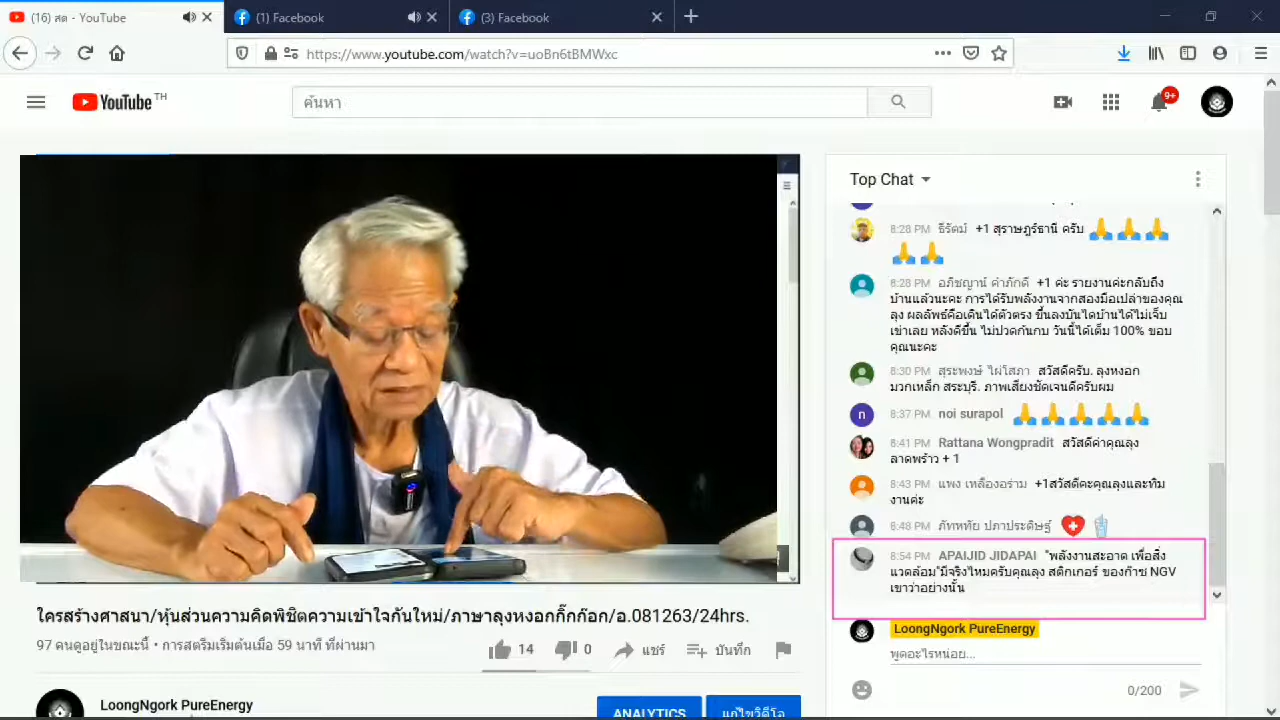 (16) สด - YouTube
(1) Facebook
(3) Facebook
https://www.youtube.com/watch?v=uoBn6tBMWxc
YouTube TH
ค้นหา
9+
Top Chat
8:28 PM ธีรัตม์ +1 สุราษฎร์ธานี ครับ
8:28 PM อภิชญาน์ คำภักดี +1 ค่ะ รายงานค่ะกลับถึง
บ้านแล้วนะคะ การได้รับพลังงานจากสองมือเปล่าของคุณ
ลุง ผลลัพธ์คือเดินได้ตัวตรง ขึ้นลงบันไดบ้านได้ไม่เจ็บ
เข่าเลย หลังดีขึ้น ไม่ปวดก้นกบ วันนี้ได้เต็ม 100% ขอบ
คุณนะคะ
8:30 PM สุระพงษ์ ไผ่โสภา สวัสดีครับ. ลุงหงอก
มวกเหล็ก สระบุรี. ภาพเสียงชัดเจนดีครับผม
n
8:37 PM noi surapol
8:41 PM Rattana Wongpradit สวัสดีค่าคุณลุง
ลาดพร้าว + 1
8:43 PM แพง เหลืองอร่าม +1สวัสดีคะคุณลุงและทีม
งานค่ะ
8:48 PM ภัทททัย ปภาประดิษฐ์
8:54 PM APAIJID JIDAPAI "พลังงานสะอาด เพื่อสิ่ง
แวดล้อม"มีจริงไหมครับคุณลุง สติกเกอร์ ของก๊าซ NGV
เขาว่าอย่างนั้น
LoongNgork PureEnergy
พูดอะไรหน่อย...
0/200
ใครสร้างศาสนา/หุ้นส่วนความคิดพิชิตความเข้าใจกันใหม่/ภาษาลุงหงอกกิ๊กก๊อก/อ.081263/24hrs.
97 คนดูอยู่ในขณะนี้ • การสตรีมเริ่มต้นเมื่อ 59 นาที ที่ผ่านมา
14
0
แชร์
บันทึก
LoongNgork PureEnergy
ANALYTICS
แก้ไขวิดีโอ